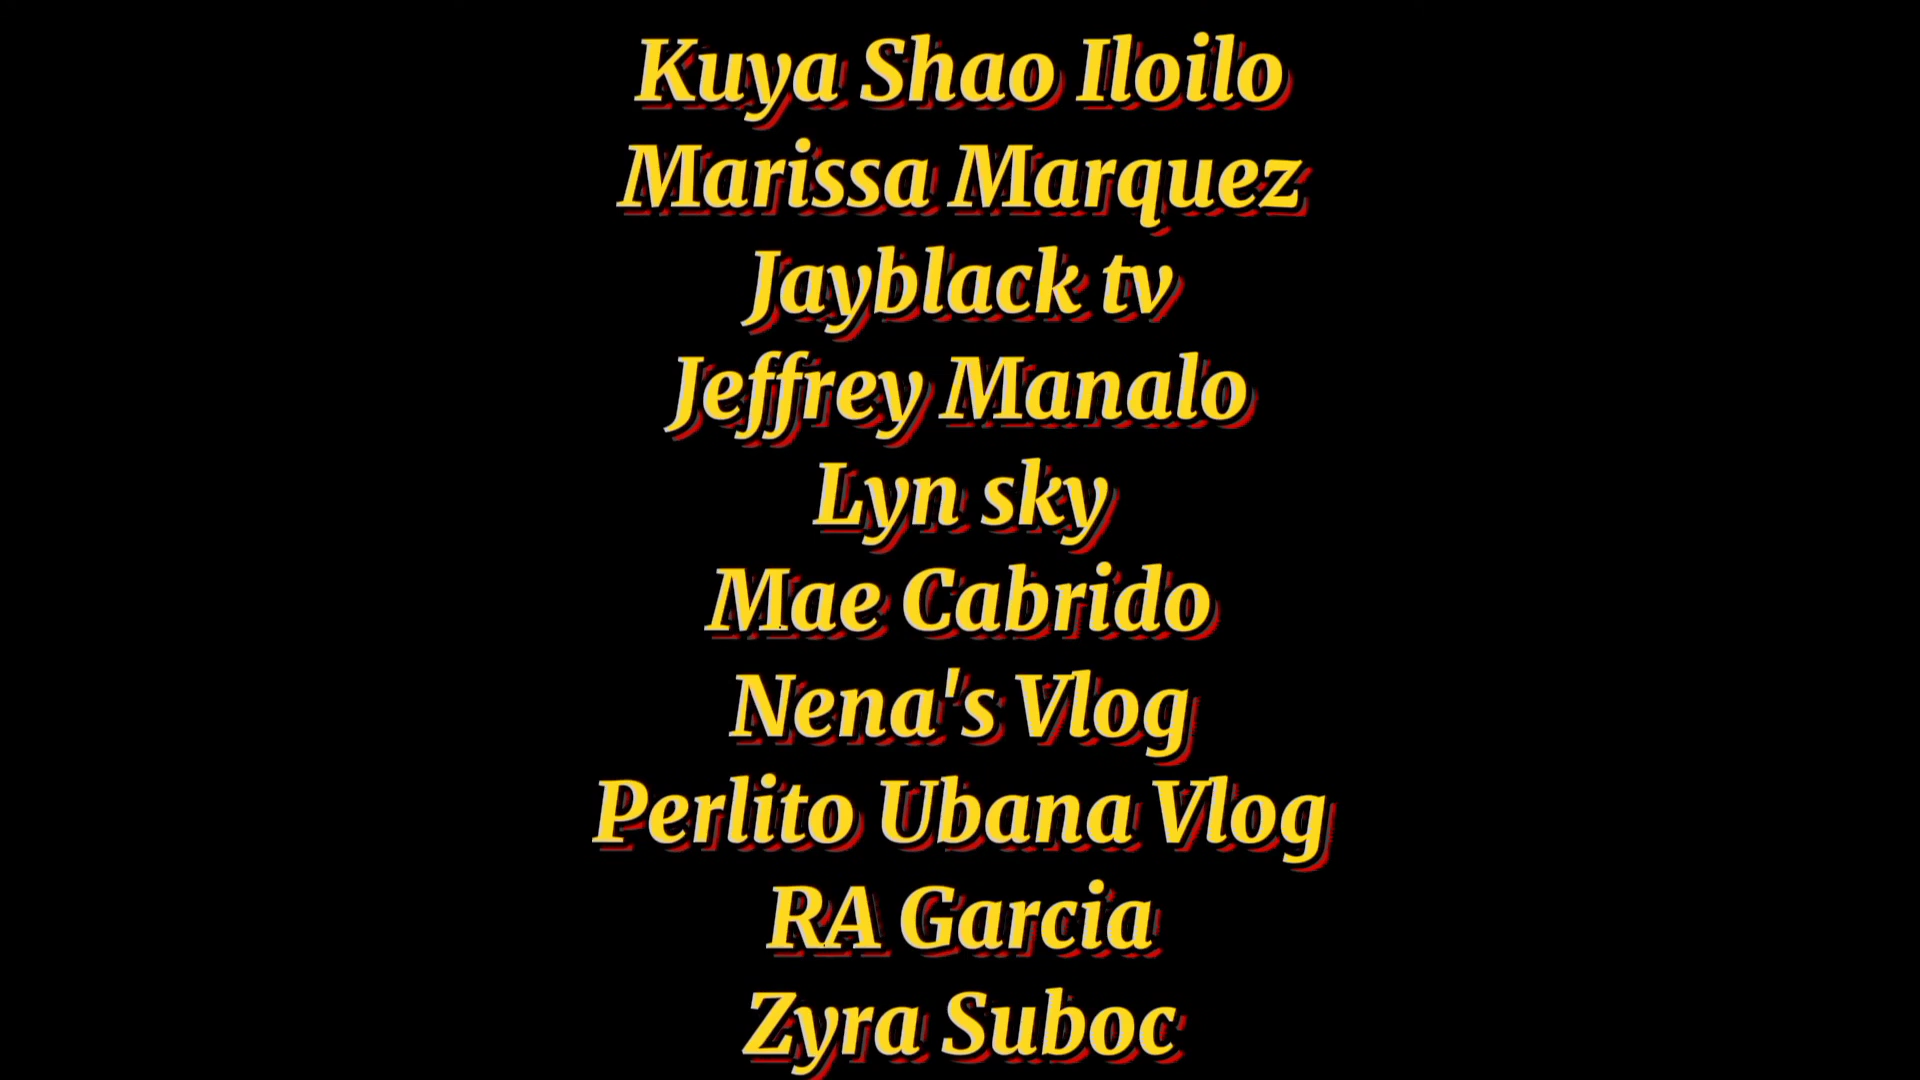 Kuya Shao Iloilo
Marissa Marquez
Jayblack tv
Jeffrey Manalo
Lyn sky
Mae Cabrido
Nena's Vlog
Perlito Ubana Vlog
RA Garcia
Zyra Suboc